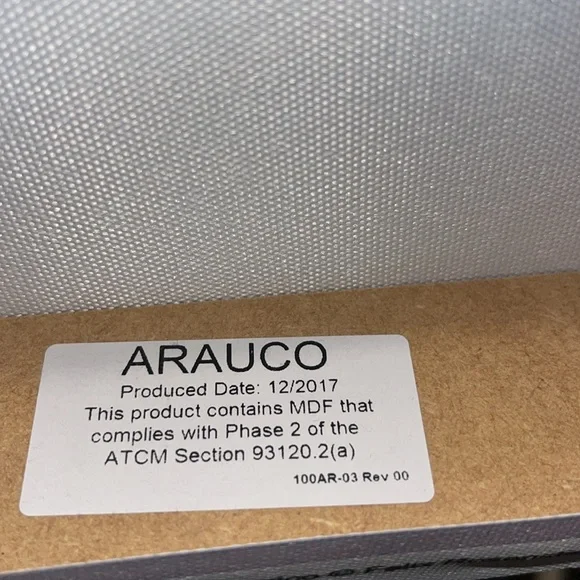 ARAUCO
Produced Date: 12/2017
This product contains MDF that
complies with Phase 2 of the
ATCM Section 93120.2(a)
100AR-03 Rev 00